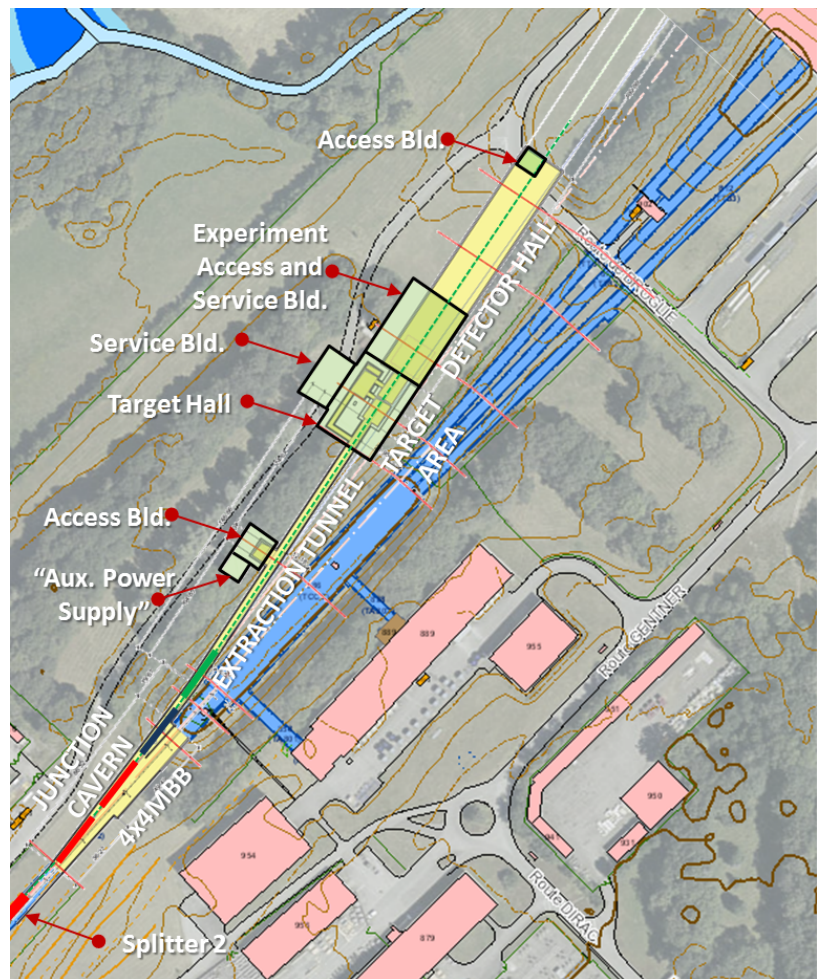 Access Bld.
Experiment
Access and
Service Bld.
Service Bld.
Target Hall
DETECTOR HALL
TARGET
AREA
Access Bld.
“Aux. Power
Supply”
EXTRACTION TUNNEL
JUNCTION
CAVERN
4x4MBB
Splitter 2
Route GENTNER
Route DIRAC
889
955
954
950
879